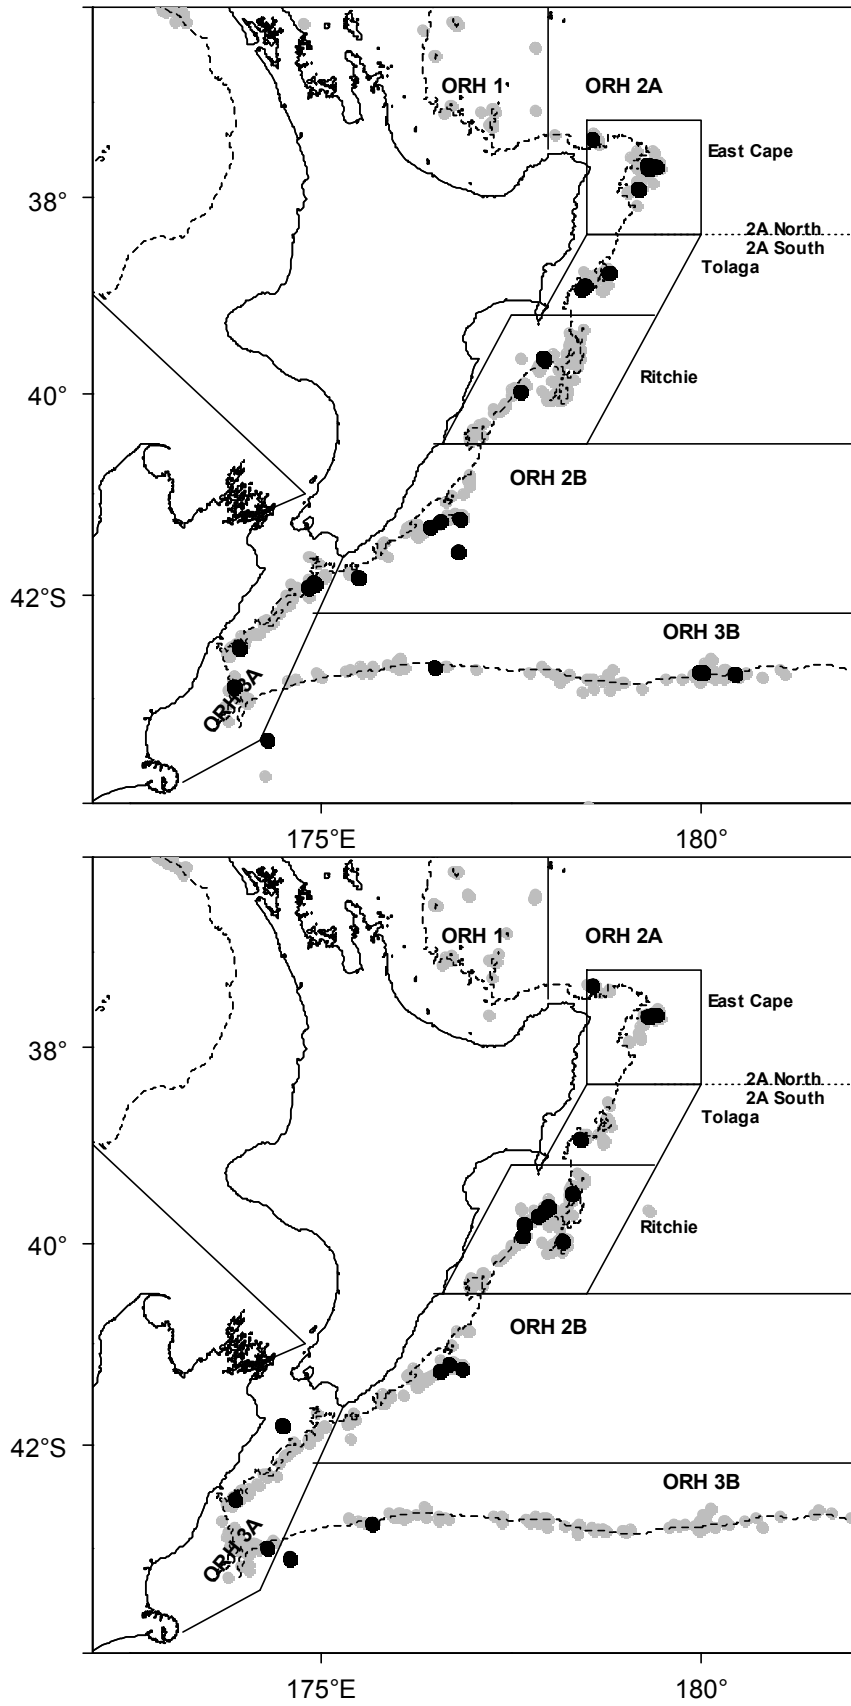 ORH 1
ORH 2A
East Cape
38°
2A North
2A South
Tolaga
Ritchie
40°
ORH 2B
42°S
ORH 3B
ORH 3A
175°E
180°
ORH 1
ORH 2A
East Cape
38°
2A North
2A South
Tolaga
Ritchie
40°
ORH 2B
42°S
ORH 3B
ORH 3A
175°E
180°